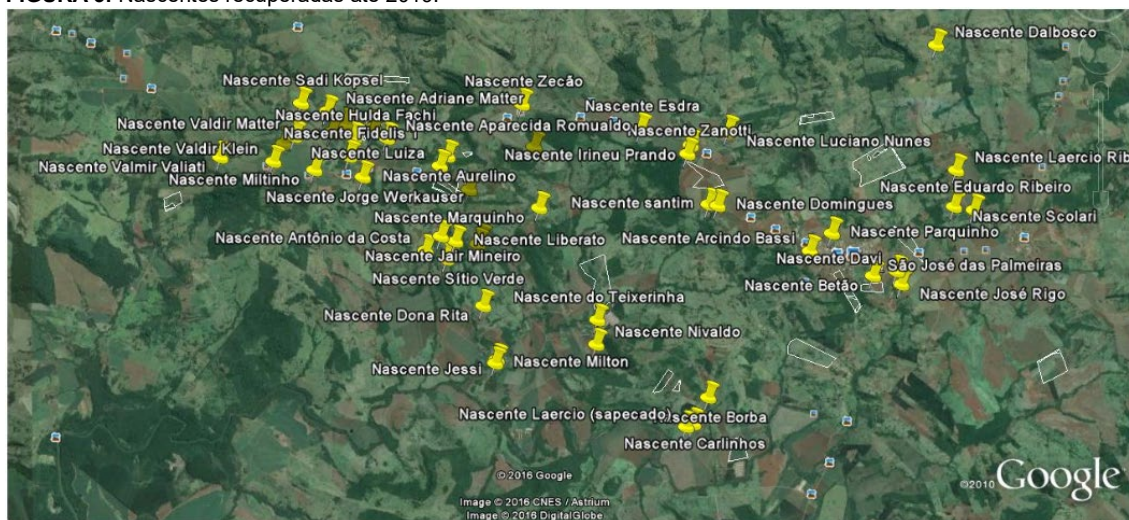 FIGURA 6: Nascentes recuperadas até 2015.
Nascente Dalbosco
Nascente Sadi Kopsel
Nascente Zecão
Nascente Adriane Matter
Nascente Esdra
Nascente Hulda Fachi
Nascente Valdir Matter
Nascente Fidelis
Nascente Aparecida Romualdo
Nascente Zanotti
Nascente Luciano Nunes
Nascente Valdir Klein
Nascente Luiza
Nascente Irineu Prando
Nascente Laercio Rib
Nascente Valmir Valiati
Nascente Miltinho
Nascente Aurelino
Nascente Eduardo Ribeiro
Nascente Jorge Werkauser
Nascente santim
Nascente Domingues
Nascente Marquinho
Nascente Scolari
Nascente Parquinho
Nascente Antônio da Costa
Nascente Liberato
Nascente Arcindo Bassi
Nascente Jair Mineiro
Nascente Davi
São José das Palmeiras
Nascente Sítio Verde
Nascente Betão
Nascente José Rigo
Nascente do Teixerinha
Nascente Dona Rita
Nascente Nivaldo
Nascente Milton
Nascente Jessi
Nascente Laercio (sapecado)
scente Borba
Nascente Carlinhos
© 2016 Google
©2010 Google
Image © 2016 CNES / Astrium
Image © 2016 DigitalGlobe